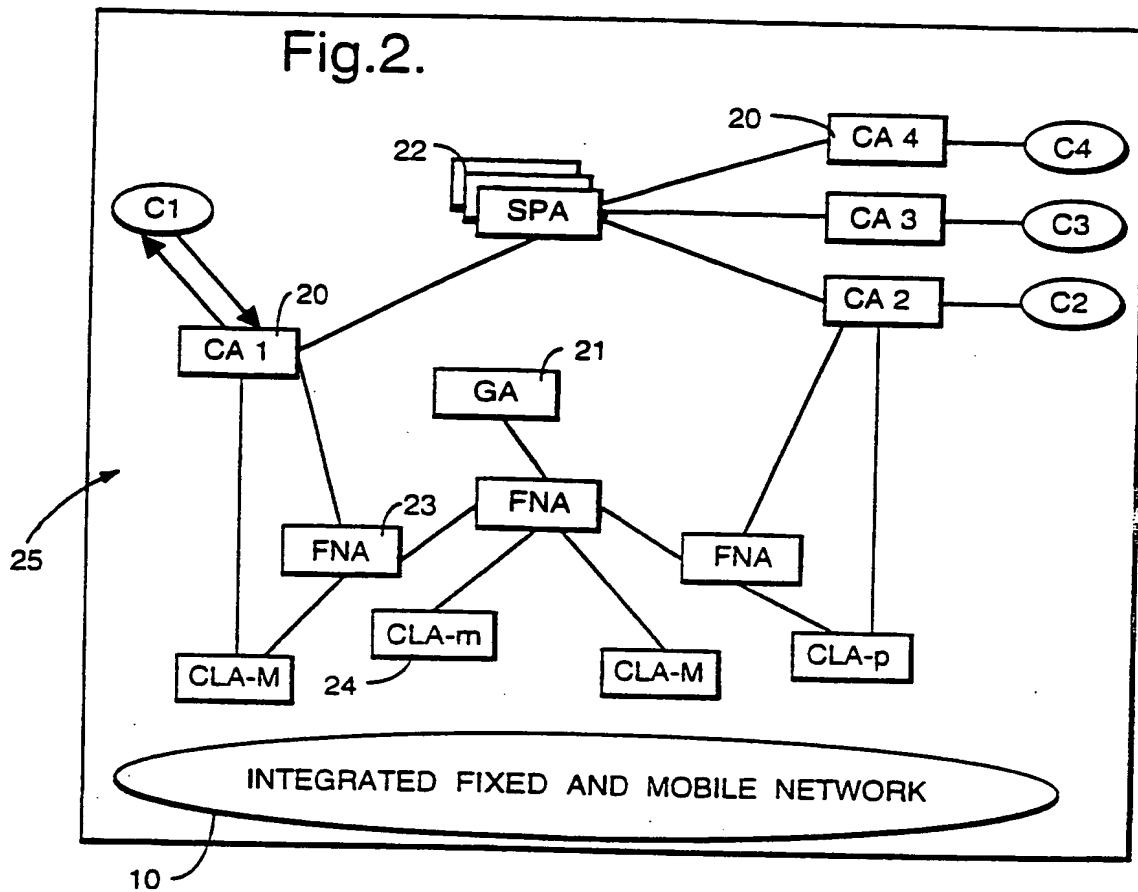 Fig.2.
20
CA 4
C4
22
SPA
C1
CA 3
C3
20
CA 2
C2
CA 1
21
GA
FNA
23
FNA
FNA
25
CLA-m
CLA-p
CLA-M
24
CLA-M
INTEGRATED FIXED AND MOBILE NETWORK
10